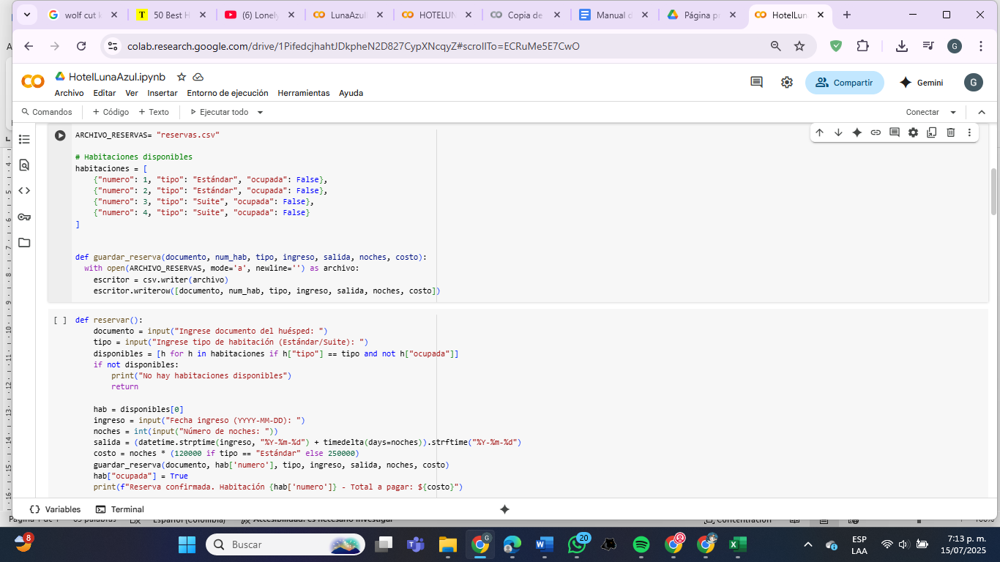 wolf cut k
50 Best H
(6) Lonely
LunaAzul
HOTELUN
Copia de
Manual d
Página pr
HotelLun
colab.research.google.com/drive/1PifedcjhahtJDkpheN2D827CypXNcqyZ#scrollTo=ECRuMe5E7CwO
G
HotelLunaAzul.ipynb
Archivo Editar Ver Insertar Entorno de ejecución Herramientas Ayuda
Compartir
Gemini
G
Comandos
+ Código + Texto
Ejecutar todo
Conectar
ARCHIVO_RESERVAS= "reservas.csv"
# Habitaciones disponibles
habitaciones = [
{"numero": 1, "tipo": "Estándar", "ocupada": False},
{"numero": 2, "tipo": "Estándar", "ocupada": False},
{"numero": 3, "tipo": "Suite", "ocupada": False},
{"numero": 4, "tipo": "Suite", "ocupada": False}
]
def guardar_reserva(documento, num_hab, tipo, ingreso, salida, noches, costo):
with open(ARCHIVO_RESERVAS, mode='a', newline='') as archivo:
escritor = csv.writer(archivo)
escritor.writerow([documento, num_hab, tipo, ingreso, salida, noches, costo])
[ ] def reservar():
documento = input("Ingrese documento del huésped: ")
tipo = input("Ingrese tipo de habitación (Estándar/Suite): ")
disponibles = [h for h in habitaciones if h["tipo"] == tipo and not h["ocupada"]]
if not disponibles:
print("No hay habitaciones disponibles")
return
hab = disponibles[0]
ingreso = input("Fecha ingreso (YYYY-MM-DD): ")
noches = int(input("Número de noches: "))
salida = (datetime.strptime(ingreso, "%Y-%m-%d") + timedelta(days=noches)).strftime("%Y-%m-%d")
costo = noches * (120000 if tipo == "Estándar" else 250000)
guardar_reserva(documento, hab['numero'], tipo, ingreso, salida, noches, costo)
hab["ocupada"] = True
print(f"Reserva confirmada. Habitación {hab['numero']} - Total a pagar: ${costo}")
Variables
Terminal
Español (Colombia)
Accesibilidad: es necesario investigar
Concentración
8
Buscar
20
ESP
LAA
7:13 p. m.
15/07/2025